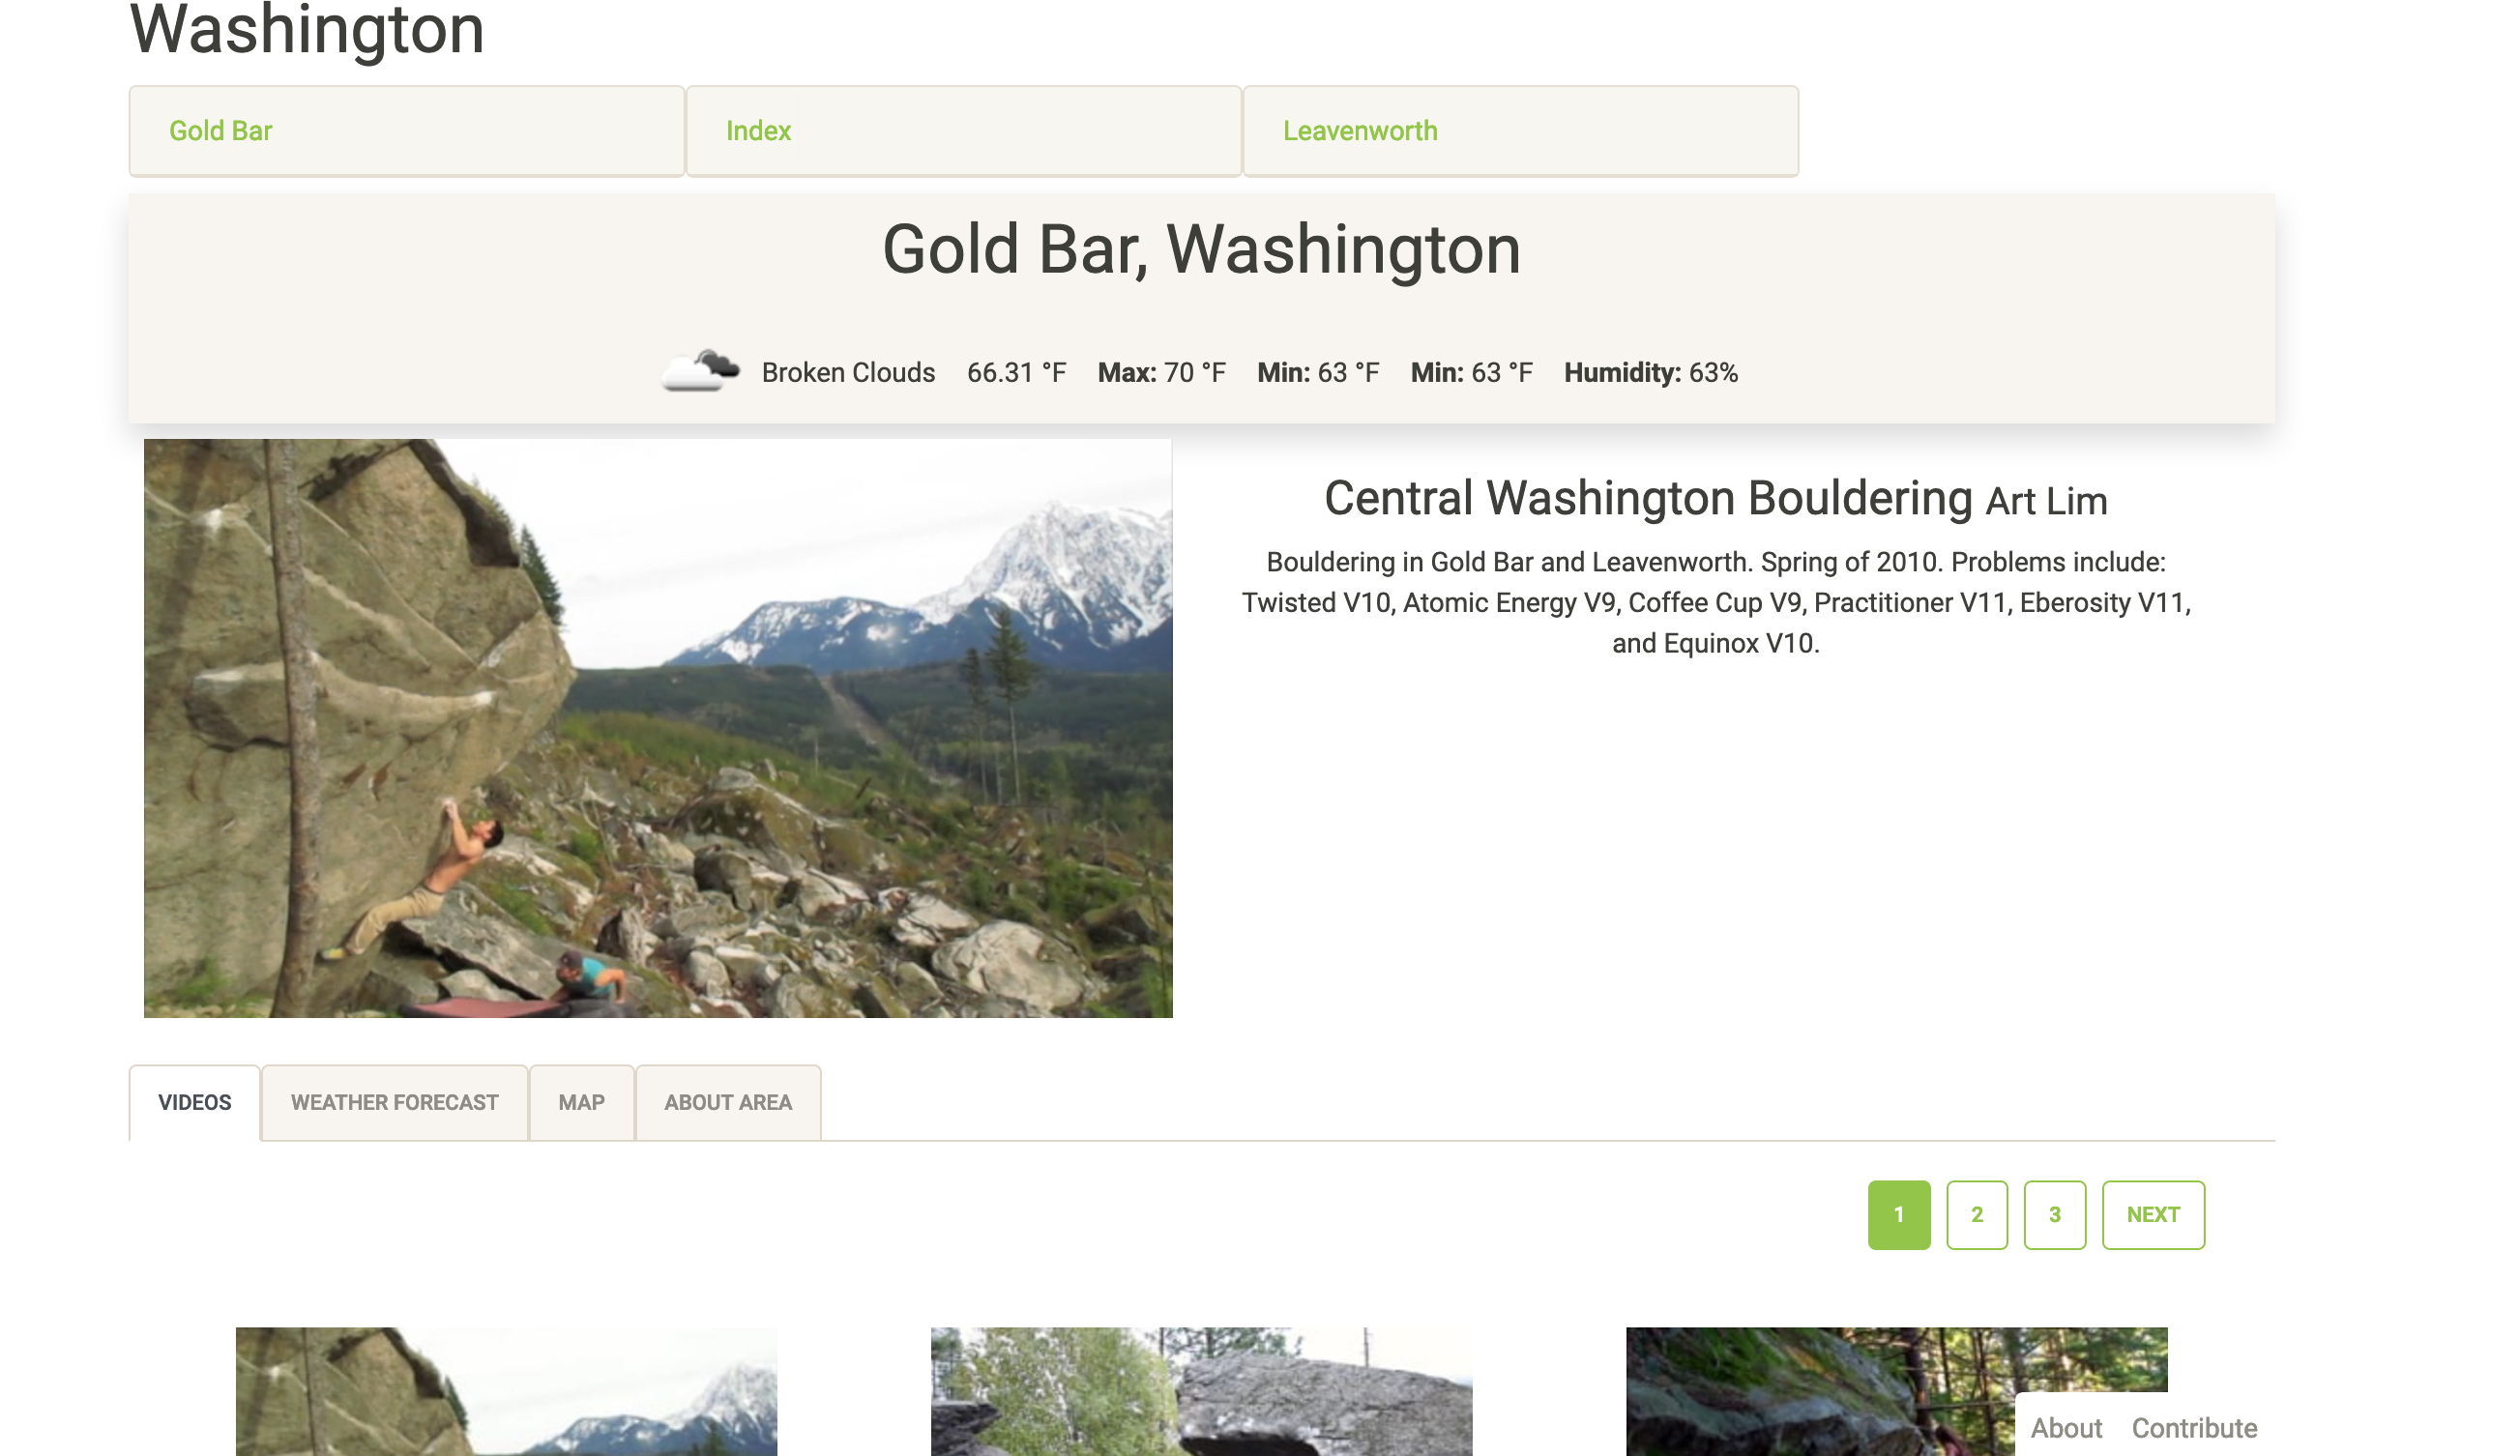 Washington
Gold Bar
Index
Leavenworth
Gold Bar, Washington
Broken Clouds 66.31 °F Max: 70 °F Min: 63 °F Min: 63 °F Humidity: 63%
Central Washington Bouldering Art Lim
Bouldering in Gold Bar and Leavenworth. Spring of 2010. Problems include:
Twisted V10, Atomic Energy V9, Coffee Cup V9, Practitioner V11, Eberosity V11,
and Equinox V10.
VIDEOS
WEATHER FORECAST
MAP
ABOUT AREA
1
2
3
NEXT
About
Contribute